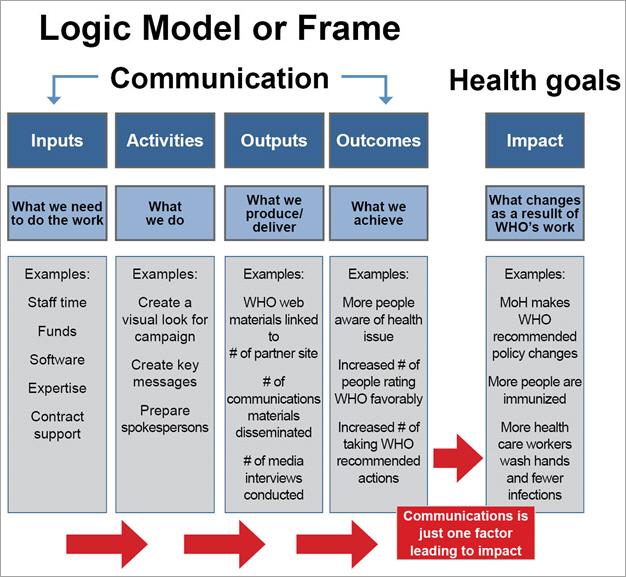 Logic Model or Frame
Communication
Health goals
Inputs
Activities
Outputs
Outcomes
Impact
What we need
to do the work
What
we do
What we
produce/
deliver
What we
achieve
What changes
as a resullt of
WHO's work
Examples:
Staff time
Funds
Software
Expertise
Contract
support
Examples:
Create a
visual look for
campaign
Create key
messages
Prepare
spokespersons
Examples:
WHO web
materials linked
to
# of partner site
# of
communications
materials
disseminated
# of media
interviews
conducted
Examples:
More people
aware of health
issue
Increased # of
people rating
WHO favorably
Increased # of
taking WHO
recommended
actions
Examples:
MoH makes
WHO
recommended
policy changes
More people are
immunized
More health
care workers
wash hands
and fewer
infections
Communications is
just one factor
leading to impact